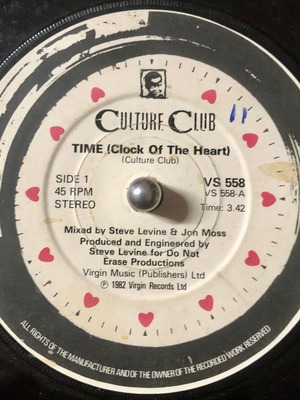 CULTURE CLUB
TIME (Clock Of The Heart)
(Culture Club)
SIDE 1
45 RPM
STEREO
VS 558
VS 558-A
Time: 3.42
Mixed by Steve Levine & Jon Moss
Produced and Engineered by
Steve Levine for Do Not
Erase Productions
Virgin Music (Publishers) Ltd
℗ 1982 Virgin Records Ltd
ALL RIGHTS OF THE MANUFACTURER AND OF THE OWNER OF THE RECORDED WORK RESERVED